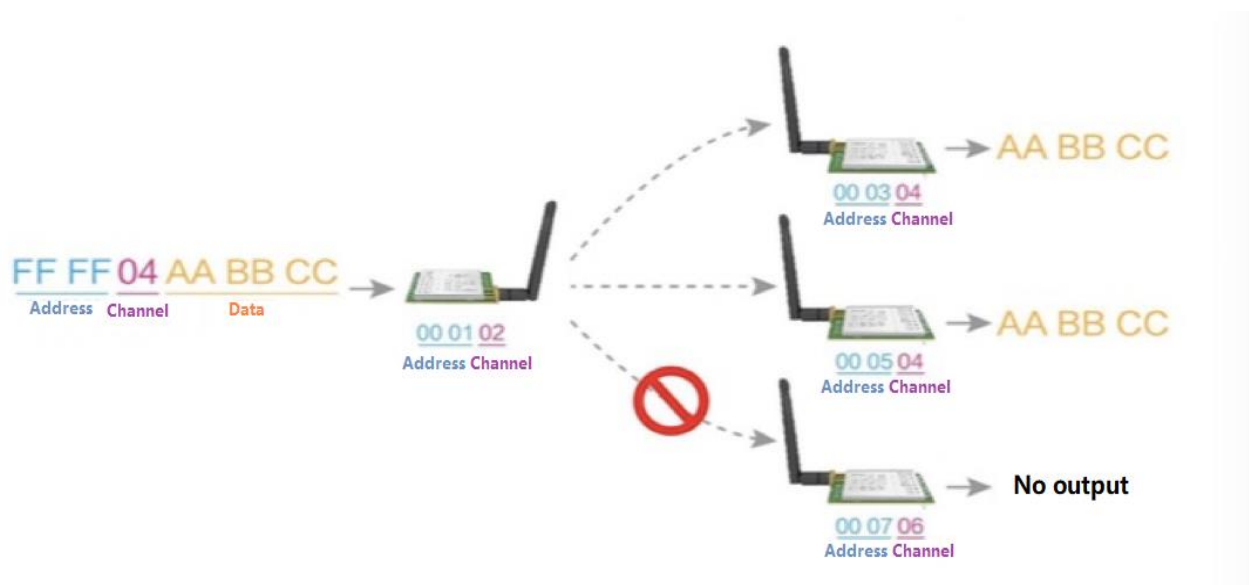 AA BB CC
00 03 04
Address Channel
FF FF 04 AA BB CC
Address Channel Data
00 01 02
Address Channel
AA BB CC
00 05 04
Address Channel
No output
00 07 06
Address Channel